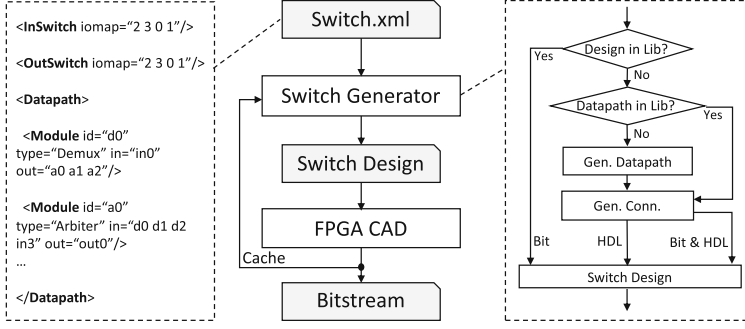 <InSwitch iomap=“2 3 0 1”/>
<OutSwitch iomap=“2 3 0 1”/>
<Datapath>
<Module id=“d0”
type=“Demux” in=“in0”
out=“a0 a1 a2”/>
<Module id=“a0”
type=“Arbiter” in=“d0 d1 d2
in3” out=“out0”/>
...
</Datapath>
Switch.xml
Switch Generator
Switch Design
FPGA CAD
Cache
Bitstream
Design in Lib?
Yes
No
Datapath in Lib?
Yes
No
Gen. Datapath
Gen. Conn.
Bit
HDL
Bit & HDL
Switch Design